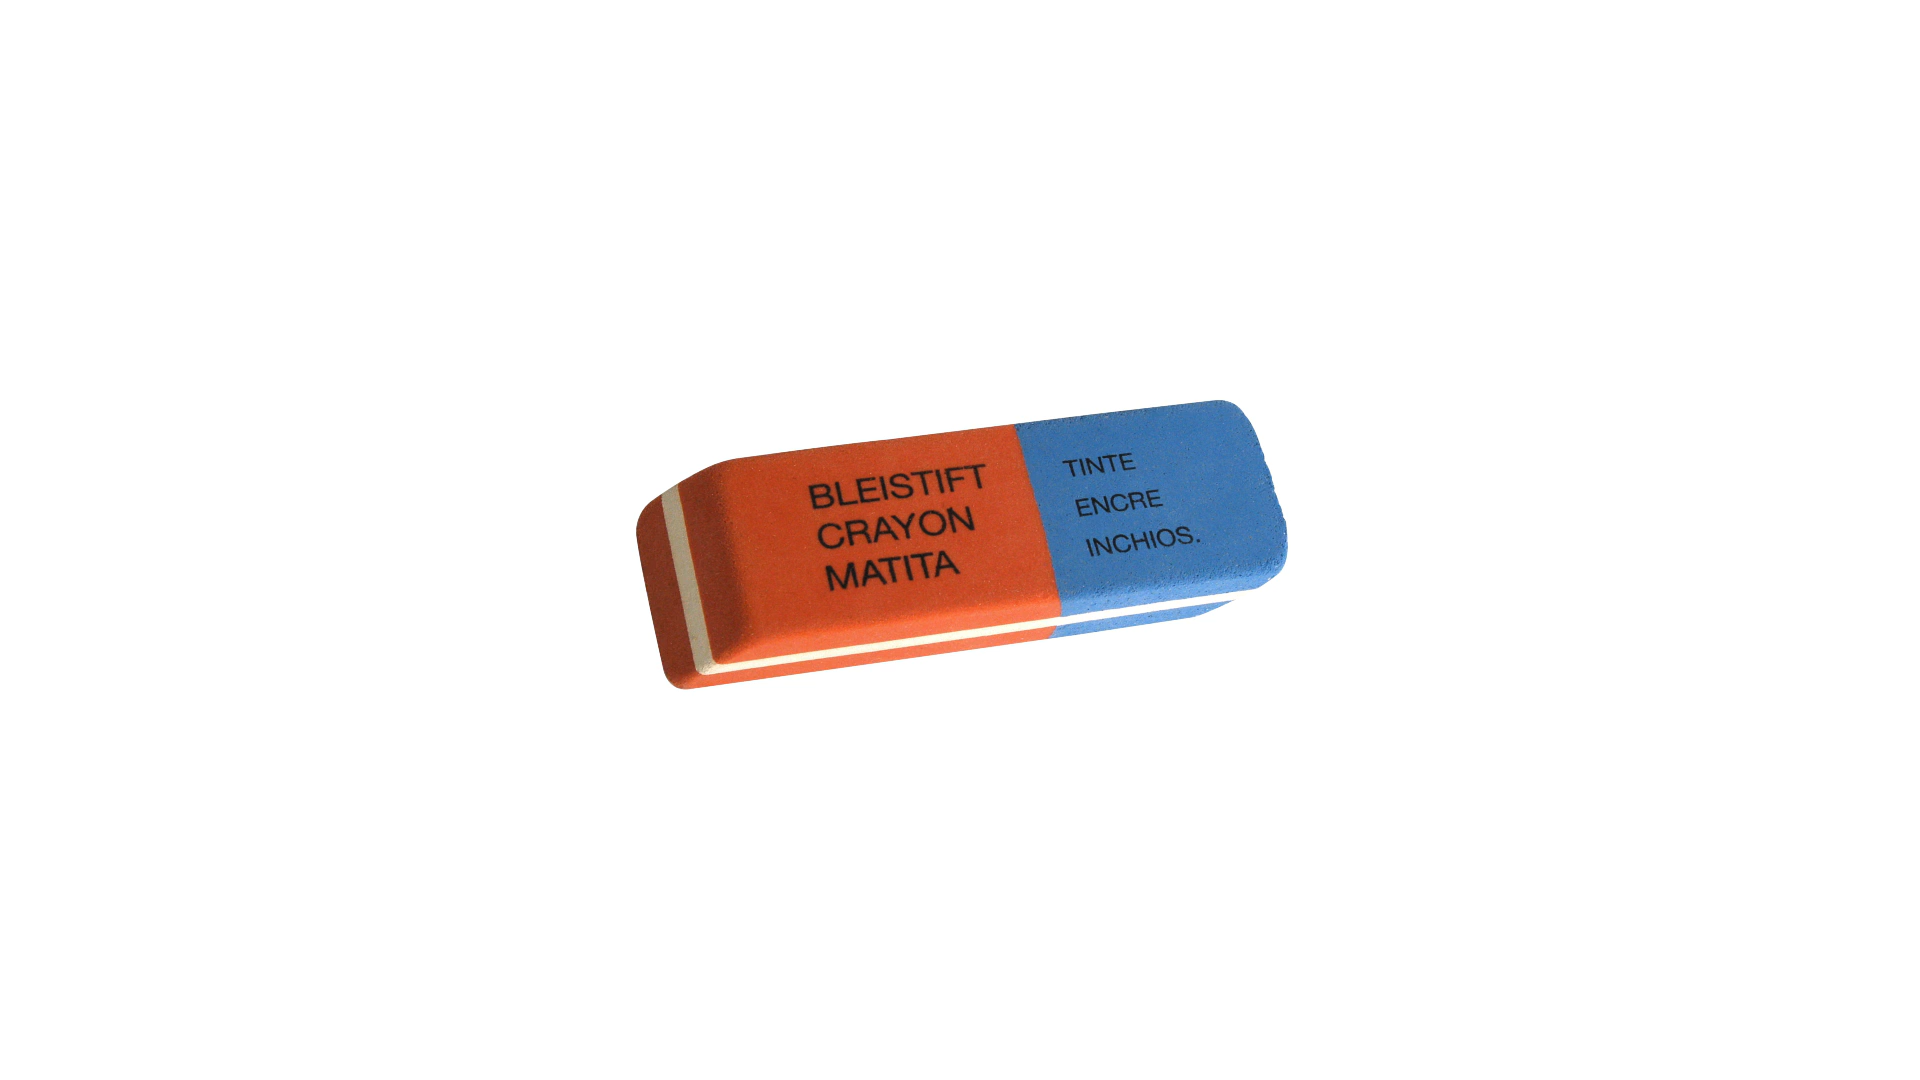 BLEISTIFT
CRAYON
MATITA
TINTE
ENCRE
INCHIOS.